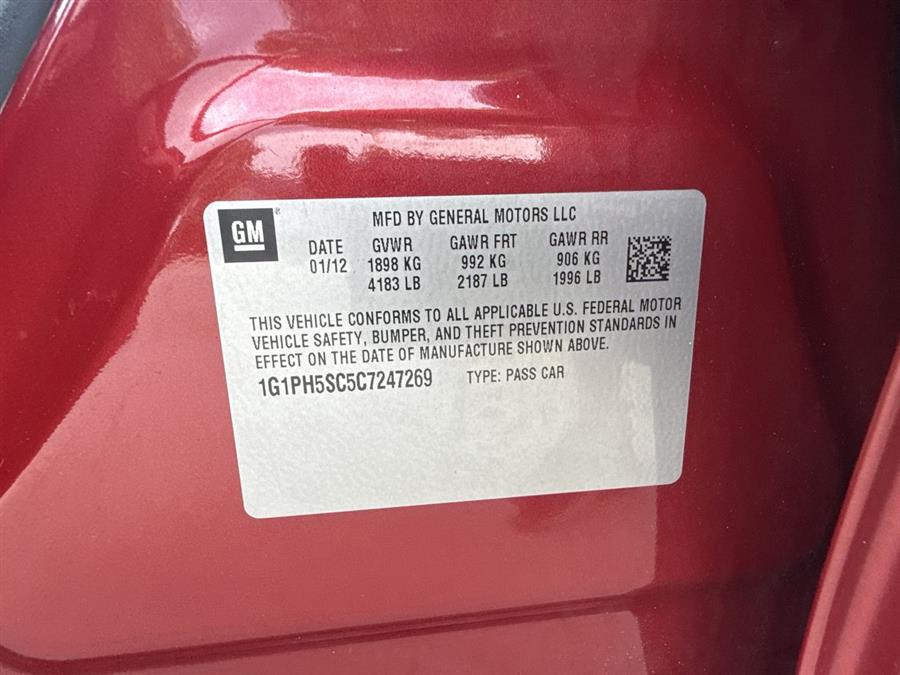 GM
MFD BY GENERAL MOTORS LLC
DATE GVWR GAWR FRT GAWR RR
01/12 1898 KG 992 KG 906 KG
4183 LB 2187 LB 1996 LB
THIS VEHICLE CONFORMS TO ALL APPLICABLE U.S. FEDERAL MOTOR
VEHICLE SAFETY, BUMPER, AND THEFT PREVENTION STANDARDS IN
EFFECT ON THE DATE OF MANUFACTURE SHOWN ABOVE.
1G1PH5SC5C7247269 TYPE: PASS CAR